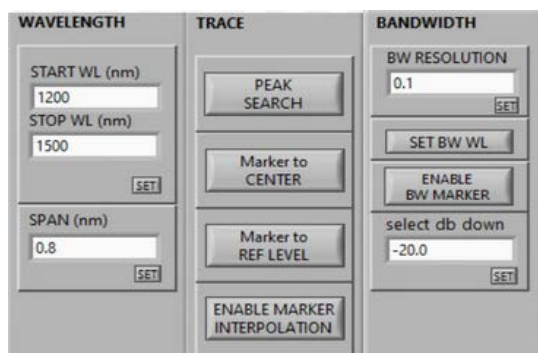 WAVELENGTH
START WL (nm)
1200
STOP WL (nm)
1500
SET
SPAN (nm)
0.8
SET
TRACE
PEAK
SEARCH
Marker to
CENTER
Marker to
REF LEVEL
ENABLE MARKER
INTERPOLATION
BANDWIDTH
BW RESOLUTION
0.1
SET
SET BW WL
ENABLE
BW MARKER
select db down
-20.0
SET